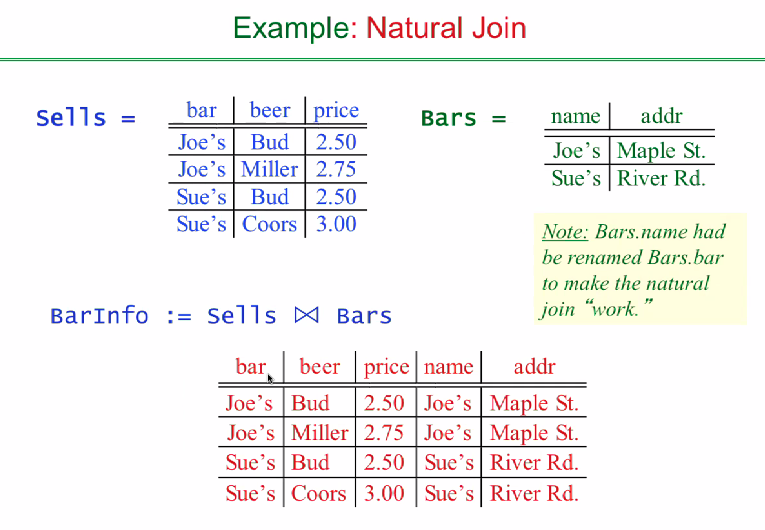 Example: Natural Join
Sells =
bar beer price
Joe's Bud 2.50
Joe's Miller 2.75
Sue's Bud 2.50
Sue's Coors 3.00
Bars =
name addr
Joe's Maple St.
Sue's River Rd.
Note: Bars.name had
be renamed Bars.bar
to make the natural
join “work.”
BarInfo := Sells ⋈ Bars
bar beer price name addr
Joe's Bud 2.50 Joe's Maple St.
Joe's Miller 2.75 Joe's Maple St.
Sue's Bud 2.50 Sue's River Rd.
Sue's Coors 3.00 Sue's River Rd.